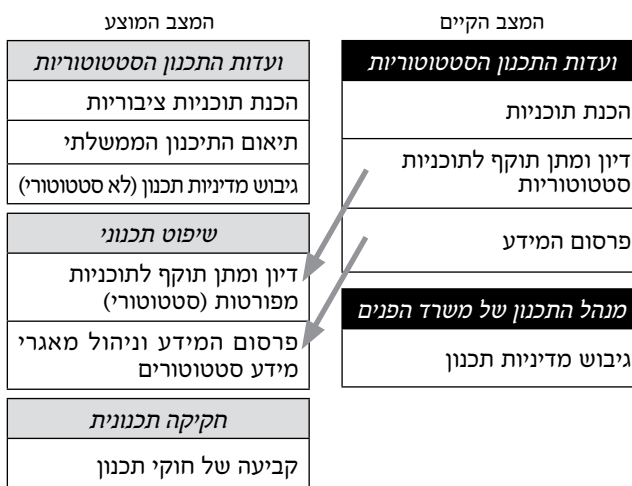 המצב הקיים
ועדות התכנון הסטטוטוריות
הכנת תוכניות
דיון ומתן תוקף לתוכניות
סטטוטוריות
פרסום המידע
מנהל התכנון של משרד הפנים
גיבוש מדיניות תכנון
המצב המוצע
ועדות התכנון הסטטוטוריות
הכנת תוכניות ציבוריות
תיאום התיכנון הממשלתי
גיבוש מדיניות תכנון (לא סטטוטורי)
שיפוט תכנוני
דיון ומתן תוקף לתוכניות
מפורטות (סטטוטורי)
פרסום המידע וניהול מאגרי
מידע סטטוטורים
חקיקה תכנונית
קביעה של חוקי תכנון